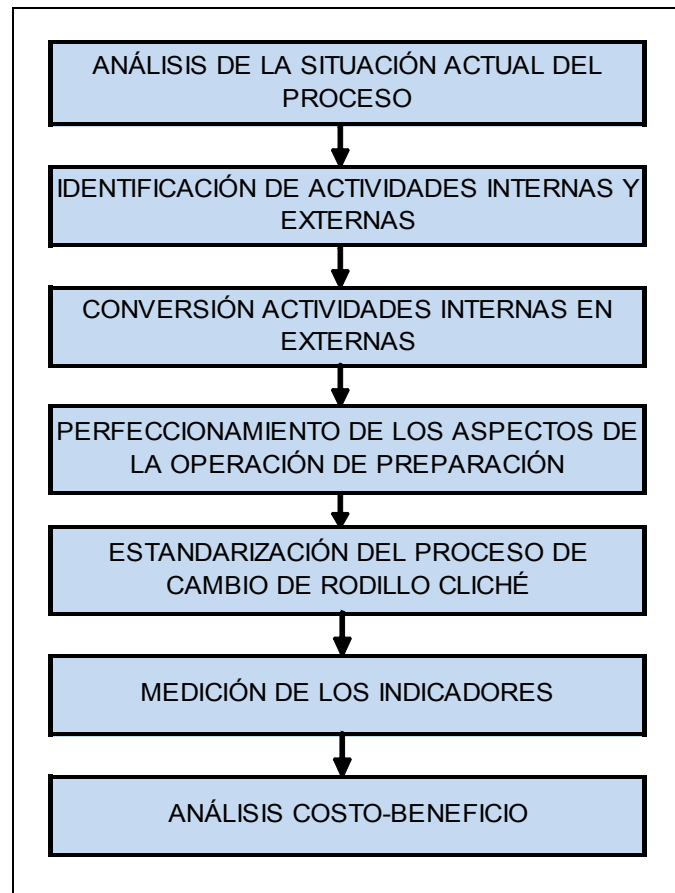 ANÁLISIS DE LA SITUACIÓN ACTUAL DEL
PROCESO
IDENTIFICACIÓN DE ACTIVIDADES INTERNAS Y
EXTERNAS
CONVERSIÓN ACTIVIDADES INTERNAS EN
EXTERNAS
PERFECCIONAMIENTO DE LOS ASPECTOS DE
LA OPERACIÓN DE PREPARACIÓN
ESTANDARIZACIÓN DEL PROCESO DE
CAMBIO DE RODILLO CLICHÉ
MEDICIÓN DE LOS INDICADORES
ANÁLISIS COSTO-BENEFICIO